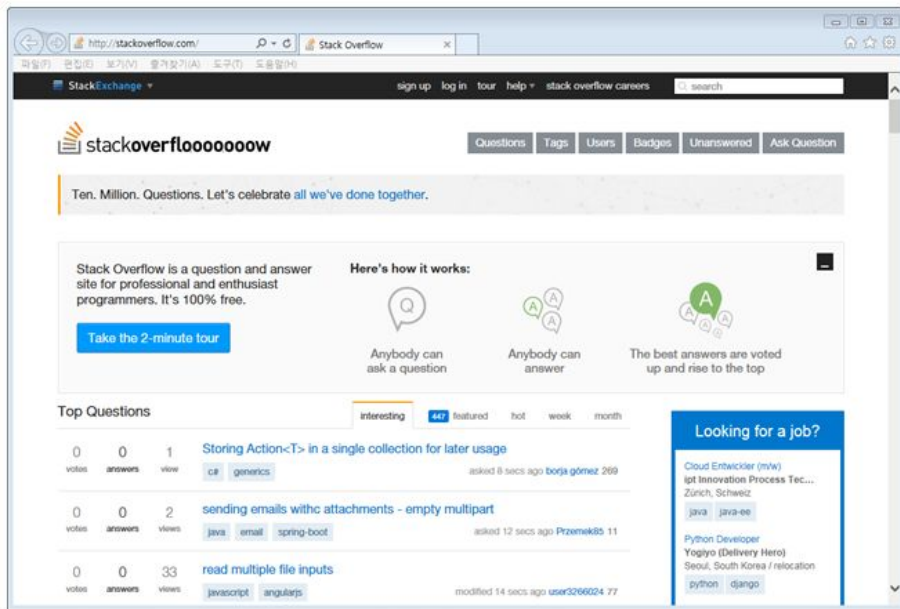 http://stackoverflow.com/
Stack Overflow
파일(F) 편집(E) 보기(V) 즐겨찾기(A) 도구(T) 도움말(H)
StackExchange sign up log in tour help stack overflow careers search
stackoverflooooooow
Questions Tags Users Badges Unanswered Ask Question
Ten. Million. Questions. Let's celebrate all we've done together.
Stack Overflow is a question and answer
site for professional and enthusiast
programmers. It's 100% free.
Take the 2-minute tour
Here's how it works:
Q
Anybody can
ask a question
A A A
Anybody can
answer
A A A A A
The best answers are voted
up and rise to the top
Top Questions
interesting 447 featured hot week month
0 0 1
votes answers view
Storing Action<T> in a single collection for later usage
c# generics
asked 8 secs ago borja gómez 269
0 0 2
votes answers views
sending emails withc attachments - empty multipart
java email spring-boot
asked 12 secs ago Przemek85 11
0 0 33
votes answers views
read multiple file inputs
javascript angularjs
modified 14 secs ago user3266024 77
Looking for a job?
Cloud Entwickler (m/w)
ipt Innovation Process Tec...
Zürich, Schweiz
java java-ee
Python Developer
Yogiyo (Delivery Hero)
Seoul, South Korea / relocation
python django